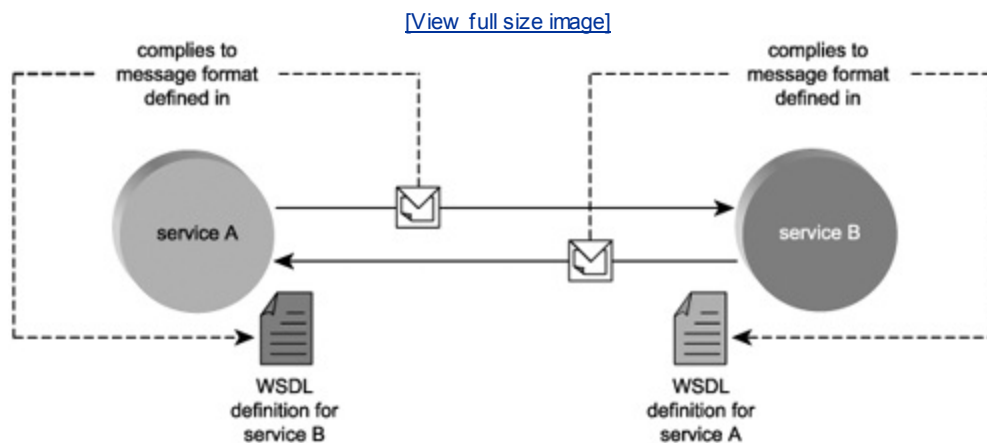 [View full size image]
complies to
message format
defined in
complies to
message format
defined in
service A
service B
WSDL
definition for
service B
WSDL
definition for
service A